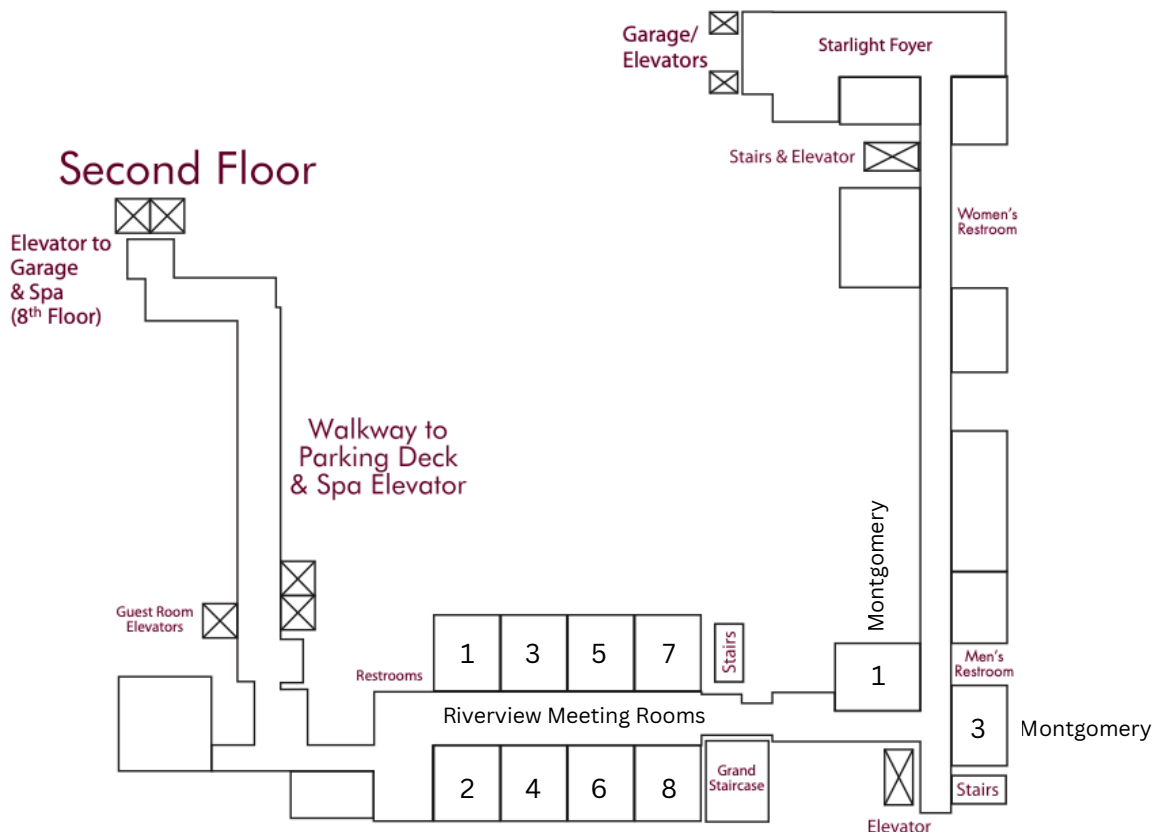 Garage/
Elevators
Starlight Foyer
Second Floor
Stairs & Elevator
Elevator to
Garage
& Spa
(8th Floor)
Women's
Restroom
Walkway to
Parking Deck
& Spa Elevator
Montgomery
Guest Room
Elevators
Restrooms
1
3
5
7
Stairs
1
Men's
Restroom
Riverview Meeting Rooms
3
Montgomery
2
4
6
8
Grand
Staircase
Stairs
Elevator